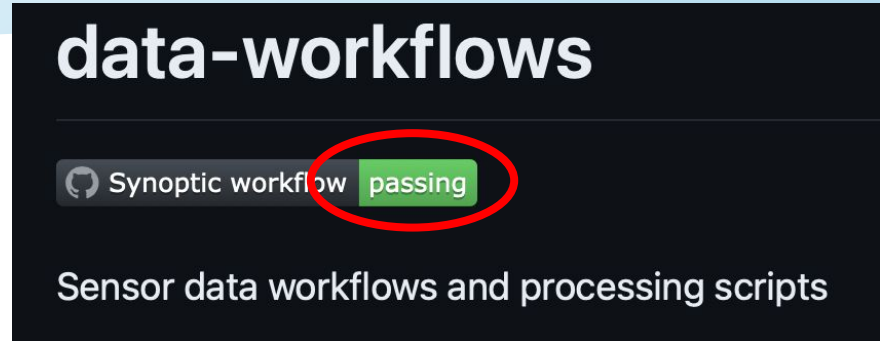 data-workflows
Synoptic workflow passing
Sensor data workflows and processing scripts